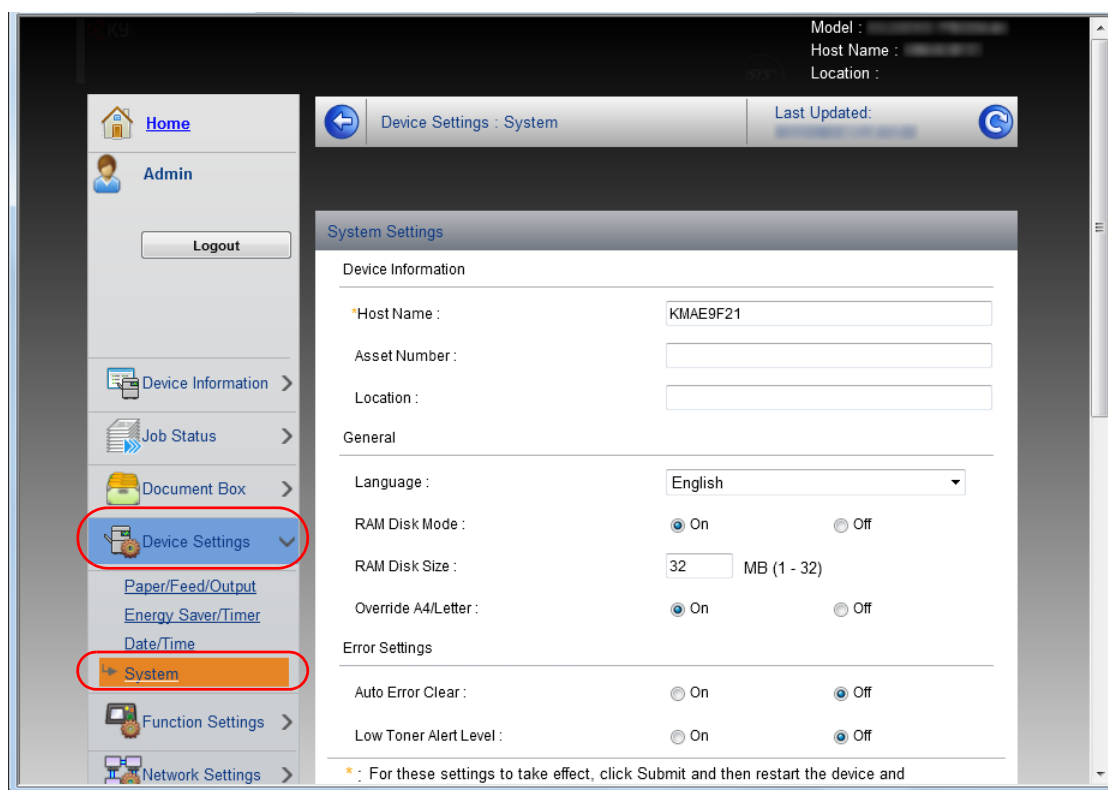 Model :
Host Name :
Location :
Home
Admin
Logout
Device Information
Job Status
Document Box
Device Settings
Paper/Feed/Output
Energy Saver/Timer
Date/Time
System
Function Settings
Network Settings
Device Settings : System
Last Updated:
System Settings
Device Information
*Host Name : KMAE9F21
Asset Number :
Location :
General
Language : English
RAM Disk Mode : On Off
RAM Disk Size : 32 MB (1 - 32)
Override A4/Letter : On Off
Error Settings
Auto Error Clear : On Off
Low Toner Alert Level : On Off
* : For these settings to take effect, click Submit and then restart the device and